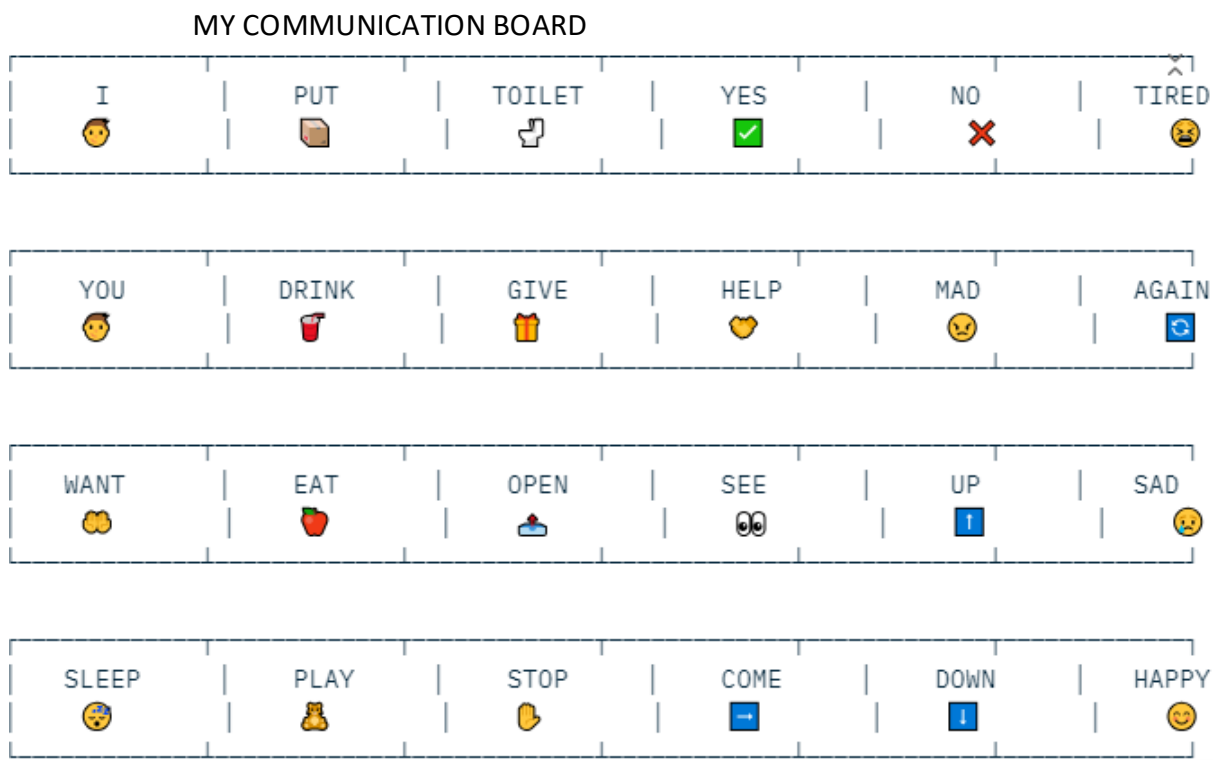 MY COMMUNICATION BOARD
I PUT TOILET YES NO TIRED
YOU DRINK GIVE HELP MAD AGAIN
WANT EAT OPEN SEE UP SAD
SLEEP PLAY STOP COME DOWN HAPPY